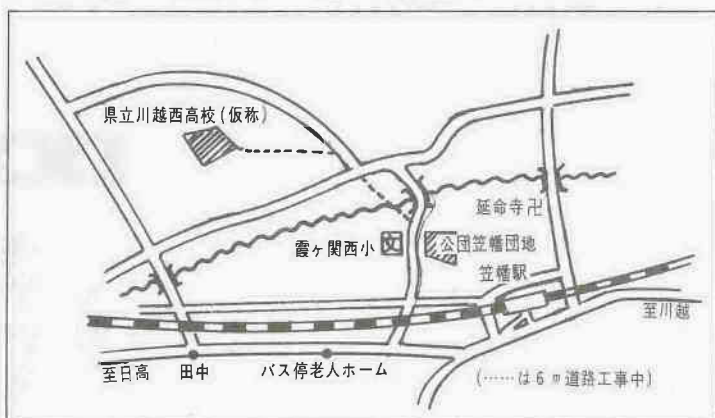 県立川越西高校(仮称)
延命寺卍
霞ヶ関西小
文
公団笠幡団地
笠幡駅
至川越
至日高
田中
バス停老人ホーム
(……は6m道路工事中)